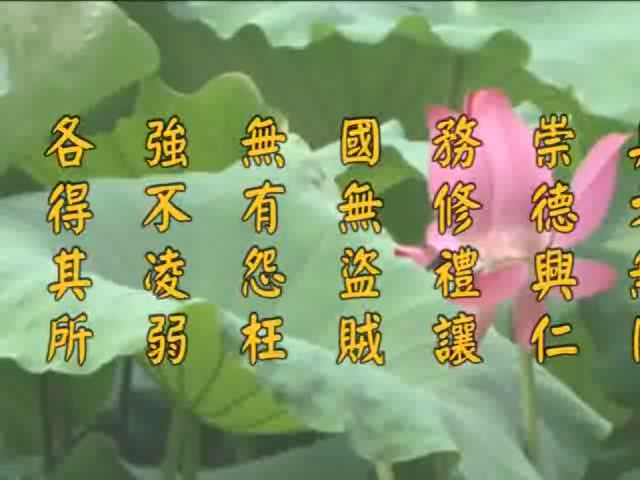 崇德興仁
務修禮讓
國無盜賊
無有怨枉
強不凌弱
各得其所